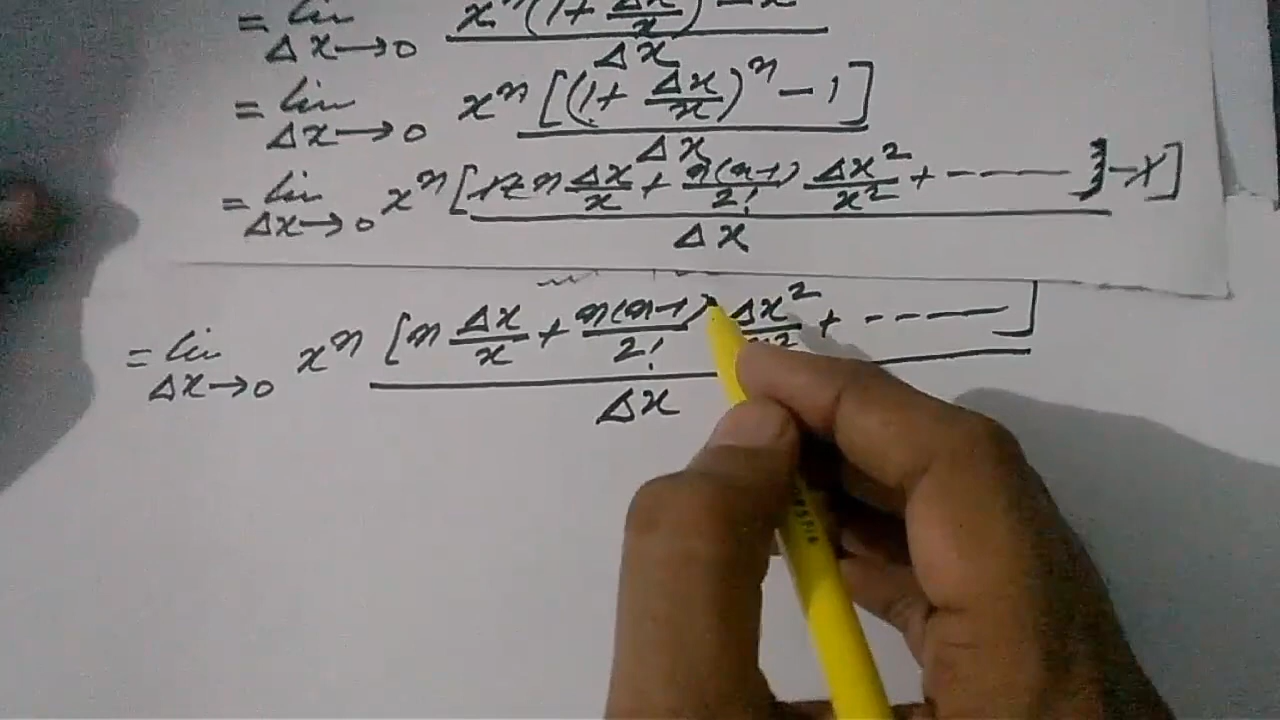 = lim Δx→0 x^n (1 + Δx/x) - x / Δx
= lim Δx→0 x^n [(1 + Δx/x)^n - 1] / Δx
= lim Δx→0 x^n [1 + n Δx/x + n(n-1)/2! Δx²/x² + ------ } - 1] / Δx
= lim Δx→0 x^n [n Δx/x + n(n-1)/2! Δx²/x² + ------] / Δx